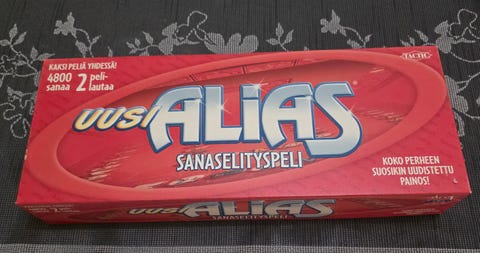 KAKSI PELIÄ YHDESSÄ!
4800 sanaa
2 peli-
lautaa
TACTIC
UUSI ALIAS
SANASELITYSPELI
KOKO PERHEEN
SUOSIKIN UUDISTETTU
PAINOS!
UUSI ALIAS
SANASELITYSPELI